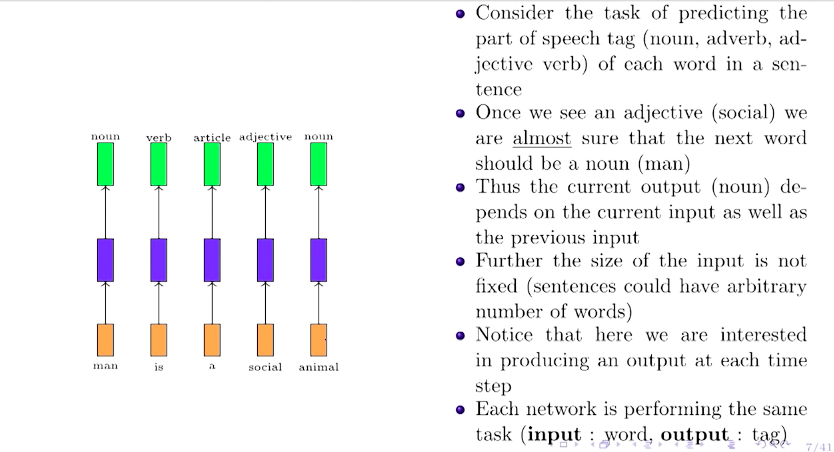 noun verb article adjective noun
man is a social animal
Consider the task of predicting the
part of speech tag (noun, adverb, ad-
jective verb) of each word in a sen-
tence
Once we see an adjective (social) we
are almost sure that the next word
should be a noun (man)
Thus the current output (noun) de-
pends on the current input as well as
the previous input
Further the size of the input is not
fixed (sentences could have arbitrary
number of words)
Notice that here we are interested
in producing an output at each time
step
Each network is performing the same
task (input : word, output : tag)
7/41